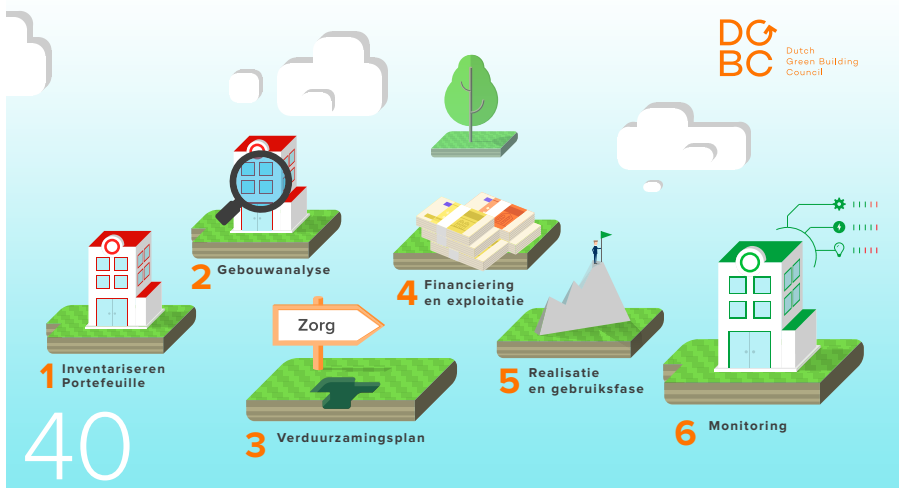 DG
BC
Dutch
Green Building
Council
1 Inventariseren
Portefeuille
2 Gebouwanalyse
Zorg
3 Verduurzamingsplan
4 Financiering
en exploitatie
5 Realisatie
en gebruiksfase
6 Monitoring
40